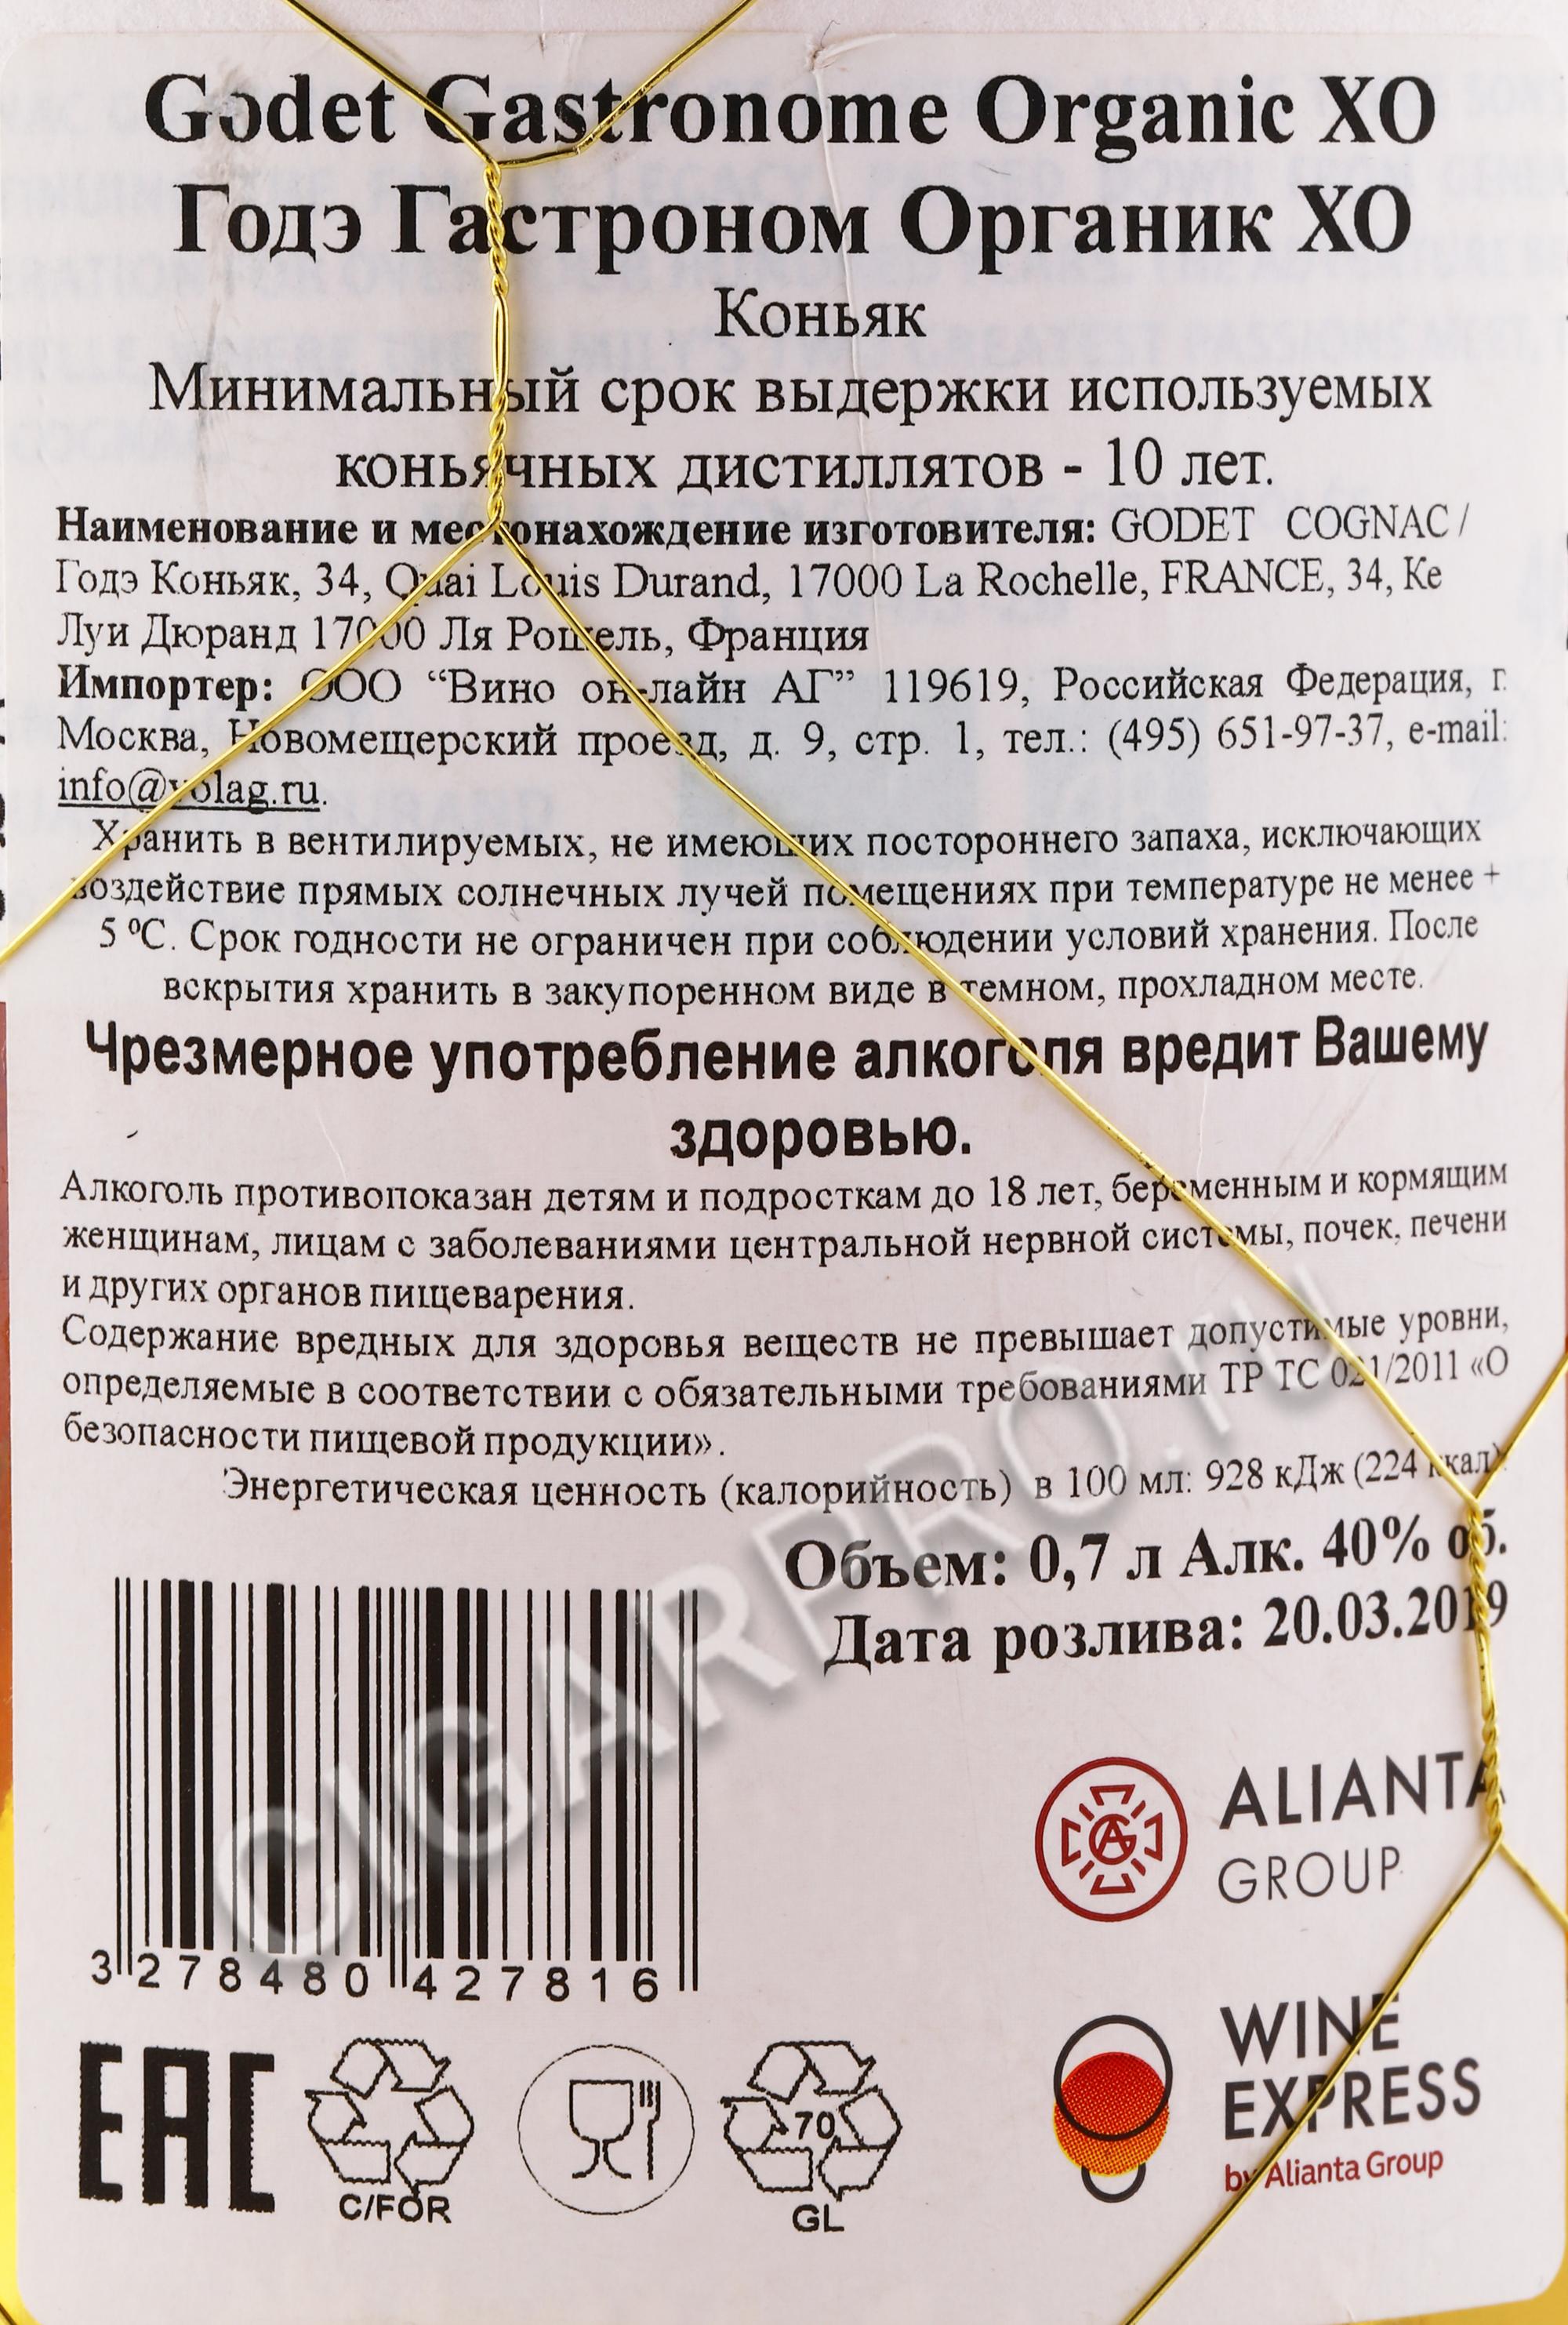 Godet Gastronome Organic XO
Годэ Гастроном Органик ХО
Коньяк
Минимальный срок выдержки используемых
коньячных дистиллятов - 10 лет.
Наименование и местонахождение изготовителя: GODET COGNAC /
Годэ Коньяк, 34, Quai Louis Durand, 17000 La Rochelle, FRANCE, 34, Ке
Луи Дюранд 17000 Ля Рошель, Франция
Импортер: ООО “Вино он-лайн АГ” 119619, Российская Федерация, г.
Москва, Новомещерский проезд, д. 9, стр. 1, тел.: (495) 651-97-37, e-mail:
info@volag.ru.
Хранить в вентилируемых, не имеющих постороннего запаха, исключающих
воздействие прямых солнечных лучей помещениях при температуре не менее +
5 ºС. Срок годности не ограничен при соблюдении условий хранения. После
вскрытия хранить в закупоренном виде в темном, прохладном месте.
Чрезмерное употребление алкоголя вредит Вашему
здоровью.
Алкоголь противопоказан детям и подросткам до 18 лет, беременным и кормящим
женщинам, лицам с заболеваниями центральной нервной системы, почек, печени
и других органов пищеварения.
Содержание вредных для здоровья веществ не превышает допустимые уровни,
определяемые в соответствии с обязательными требованиями ТР ТС 021/2011 «О
безопасности пищевой продукции».
Энергетическая ценность (калорийность) в 100 мл: 928 кДж (224 ккал).
Объем: 0,7 л Алк. 40% об.
Дата розлива: 20.03.2019
CIGARPRO.ru
ALIANTA
GROUP
3 278480 427816
WINE
EXPRESS
by Alianta Group
EAC
C/FOR
70
GL